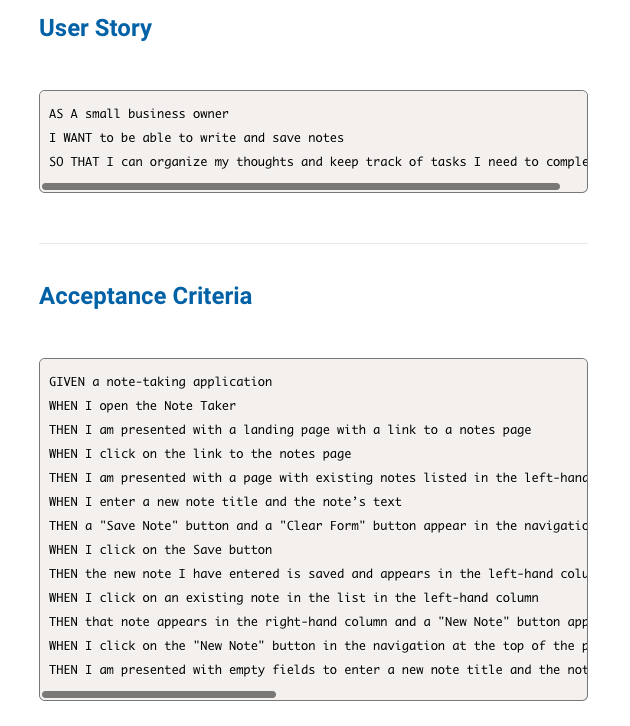 User Story
AS A small business owner
I WANT to be able to write and save notes
SO THAT I can organize my thoughts and keep track of tasks I need to
Acceptance Criteria
GIVEN a note-taking application
WHEN I open the Note Taker
THEN I am presented with a landing page with a link to a notes page
WHEN I click on the link to the notes page
THEN I am presented with a page with existing notes listed in the left-hand
WHEN I enter a new note title and the note’s text
THEN a "Save Note" button and a "Clear Form" button appear in the
WHEN I click on the Save button
THEN the new note I have entered is saved and appears in the left-hand
WHEN I click on an existing note in the list in the left-hand column
THEN that note appears in the right-hand column and a "New Note" button
WHEN I click on the "New Note" button in the navigation at the top of the
THEN I am presented with empty fields to enter a new note title and the